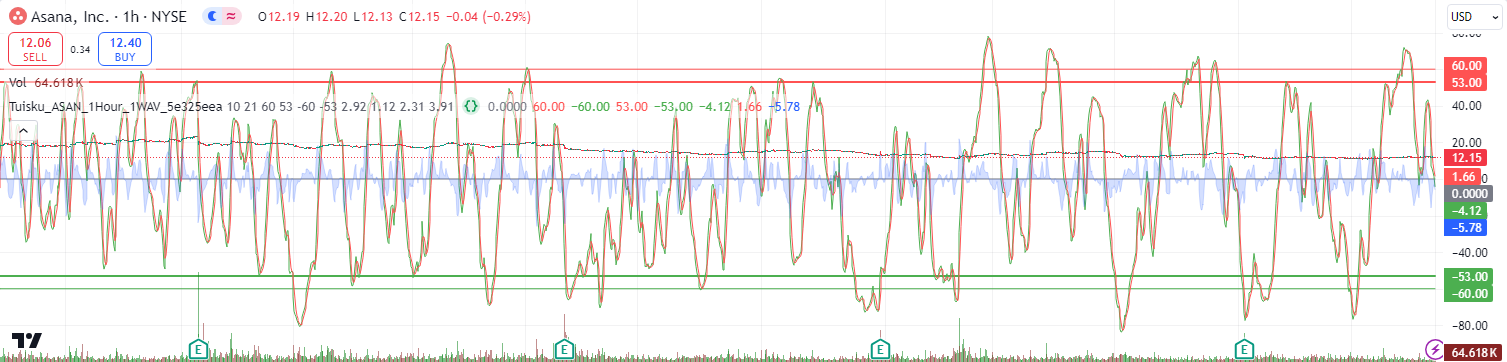 Asana, Inc. · 1h · NYSE O12.19 H12.20 L12.13 C12.15 −0.04 (−0.29%)
USD
12.06 SELL
0.34
12.40 BUY
Vol 64.618K
Tuisku_ASAN_1Hour_1WAV_5e325eea 10 21 60 53 -60 -53 2.92 1.12 2.31 3.91 {} 0.0000 60.00 −60.00 53.00 −53.00 −4.12 1.66 −5.78
60.00
53.00
40.00
20.00
12.15
1.66
0.0000
−4.12
−5.78
−40.00
−53.00
−60.00
−80.00
E E E E
64.618K